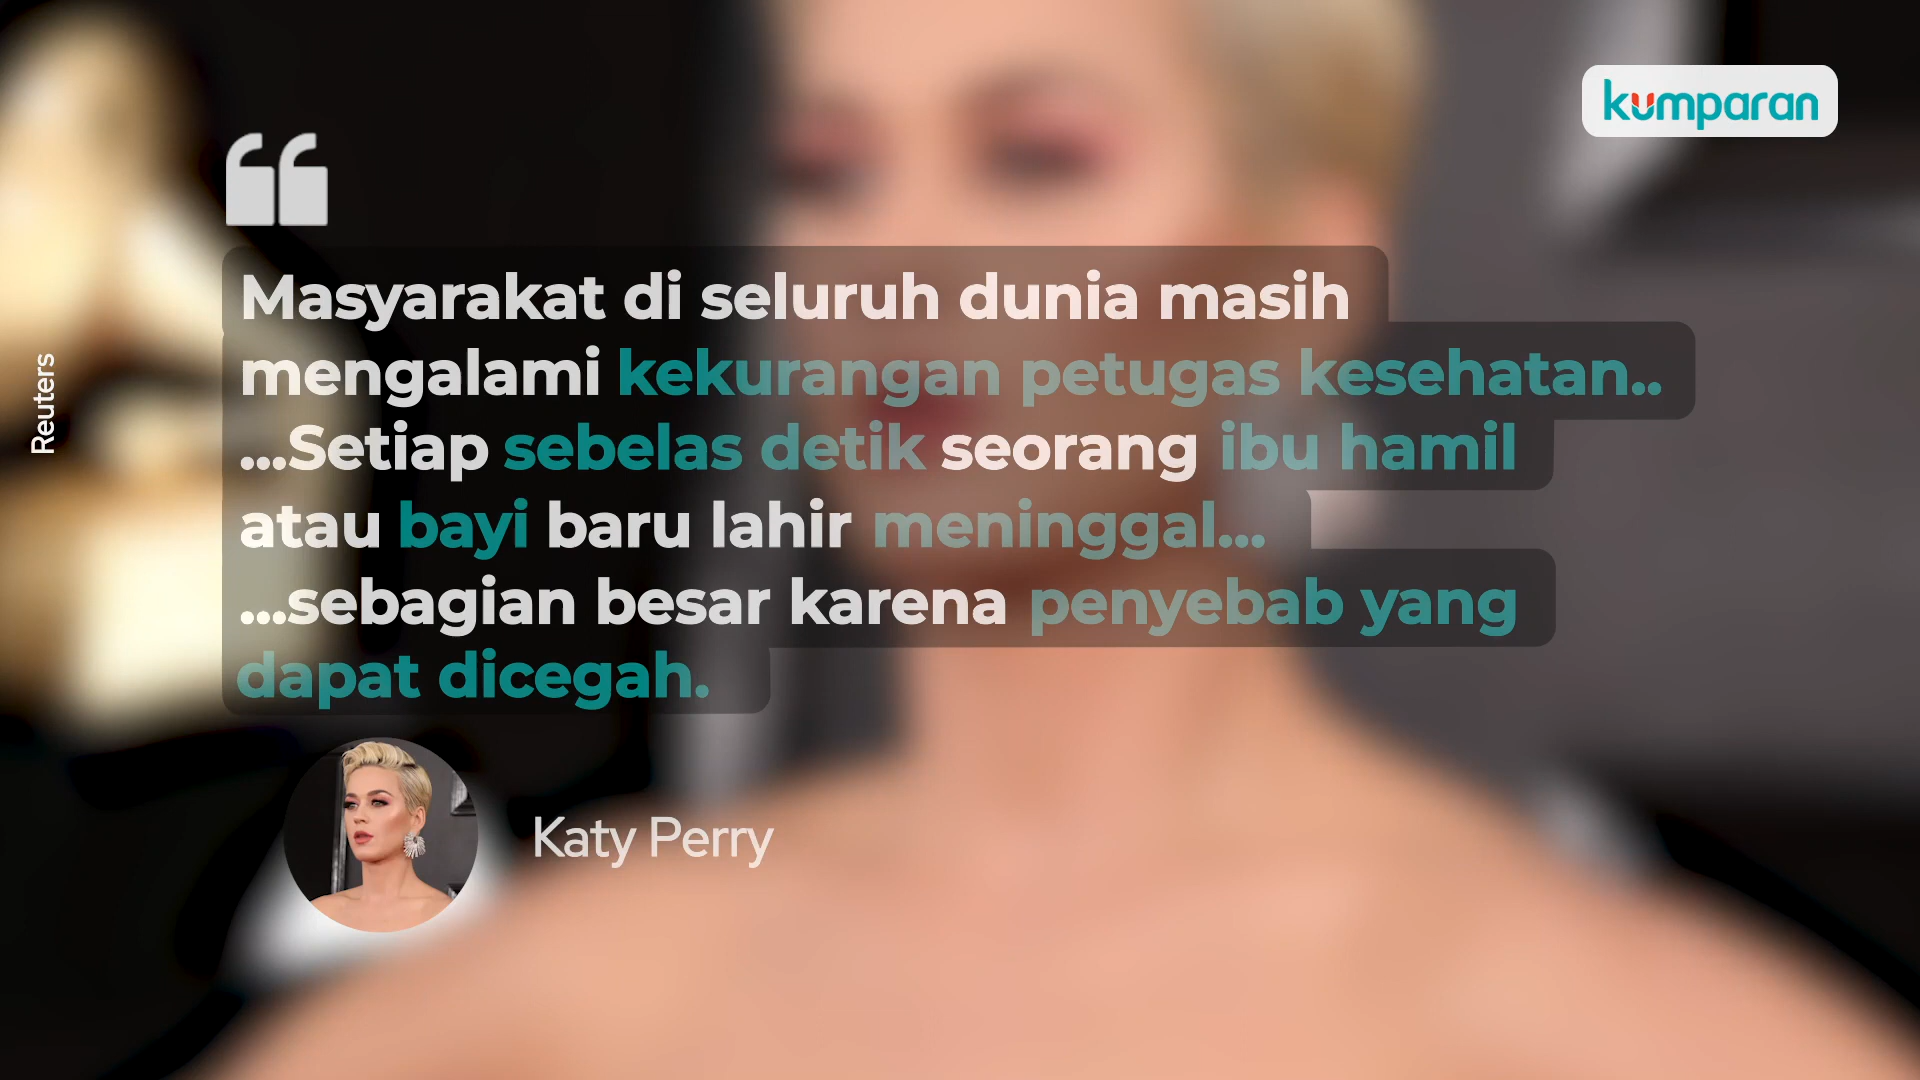 kumparan
Masyarakat di seluruh dunia masih
mengalami kekurangan petugas kesehatan..
...Setiap sebelas detik seorang ibu hamil
atau bayi baru lahir meninggal...
...sebagian besar karena penyebab yang
dapat dicegah.
Reuters
Katy Perry